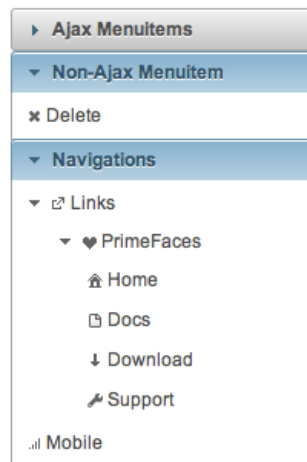 Ajax Menuitems
Non-Ajax Menuitem
Delete
Navigations
Links
PrimeFaces
Home
Docs
Download
Support
Mobile